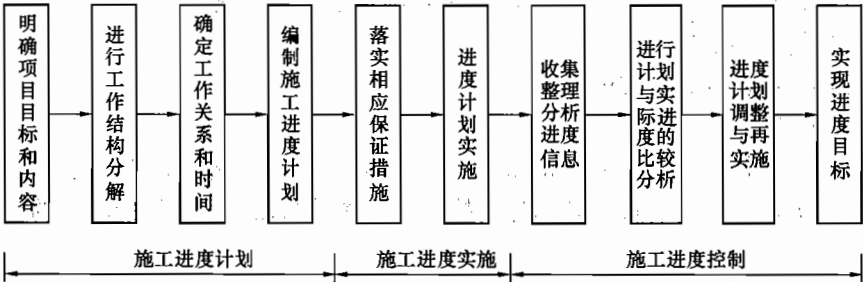 明确项目目标和内容
进行工作结构分解
确定工作关系和时间
编制施工进度计划
落实相应保证措施
进度计划实施
收集
整理
分析
进度
信息
进行
计划
与实
际进
度的
比较
分析
进度
计划
调整
与再
实施
实现进度目标
施工进度计划
施工进度实施
施工进度控制